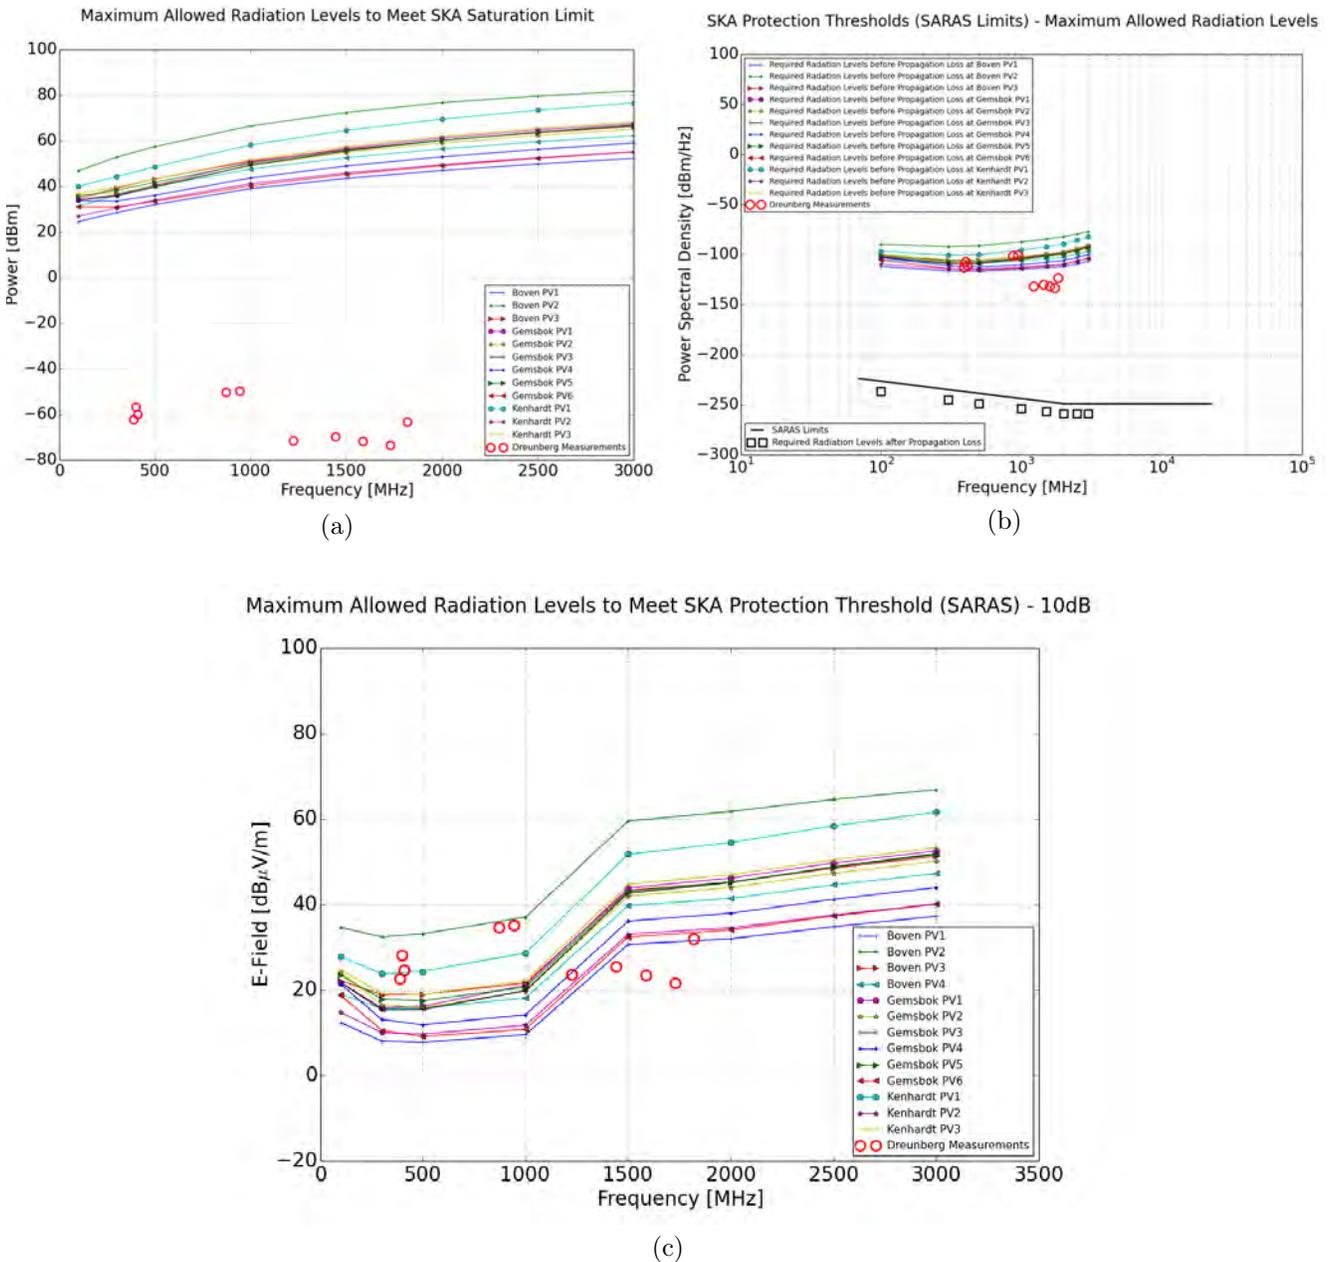 Maximum Allowed Radiation Levels to Meet SKA Saturation Limit
Power [dBm]
100
80
60
40
20
0
−20
−40
−60
−80
0
500
1000
1500
2000
2500
3000
Frequency [MHz]
Boven PV1
Boven PV2
Boven PV3
Gemsbok PV1
Gemsbok PV2
Gemsbok PV3
Gemsbok PV4
Gemsbok PV5
Gemsbok PV6
Kenhardt PV1
Kenhardt PV2
Kenhardt PV3
Dreunberg Measurements
(a)
SKA Protection Thresholds (SARAS Limits) - Maximum Allowed Radiation Levels
Power Spectral Density [dBm/Hz]
100
50
0
−50
−100
−150
−200
−250
−300
10¹
10²
10³
10⁴
10⁵
Frequency [MHz]
Required Radation Levels before Propagation Loss at Boven PV1
Required Radation Levels before Propagation Loss at Boven PV2
Required Radation Levels before Propagation Loss at Boven PV3
Required Radation Levels before Propagation Loss at Gemsbok PV1
Required Radation Levels before Propagation Loss at Gemsbok PV2
Required Radation Levels before Propagation Loss at Gemsbok PV3
Required Radation Levels before Propagation Loss at Gemsbok PV4
Required Radation Levels before Propagation Loss at Gemsbok PV5
Required Radation Levels before Propagation Loss at Gemsbok PV6
Required Radation Levels before Propagation Loss at Kenhardt PV1
Required Radation Levels before Propagation Loss at Kenhardt PV2
Required Radation Levels before Propagation Loss at Kenhardt PV3
Dreunberg Measurements
SARAS Limits
Required Radiation Levels after Propagation Loss
(b)
Maximum Allowed Radiation Levels to Meet SKA Protection Threshold (SARAS) - 10dB
E-Field [dBµV/m]
100
80
60
40
20
0
−20
0
500
1000
1500
2000
2500
3000
3500
Frequency [MHz]
Boven PV1
Boven PV2
Boven PV3
Boven PV4
Gemsbok PV1
Gemsbok PV2
Gemsbok PV3
Gemsbok PV4
Gemsbok PV5
Gemsbok PV6
Kenhardt PV1
Kenhardt PV2
Kenhardt PV3
Dreunberg Measurements
(c)